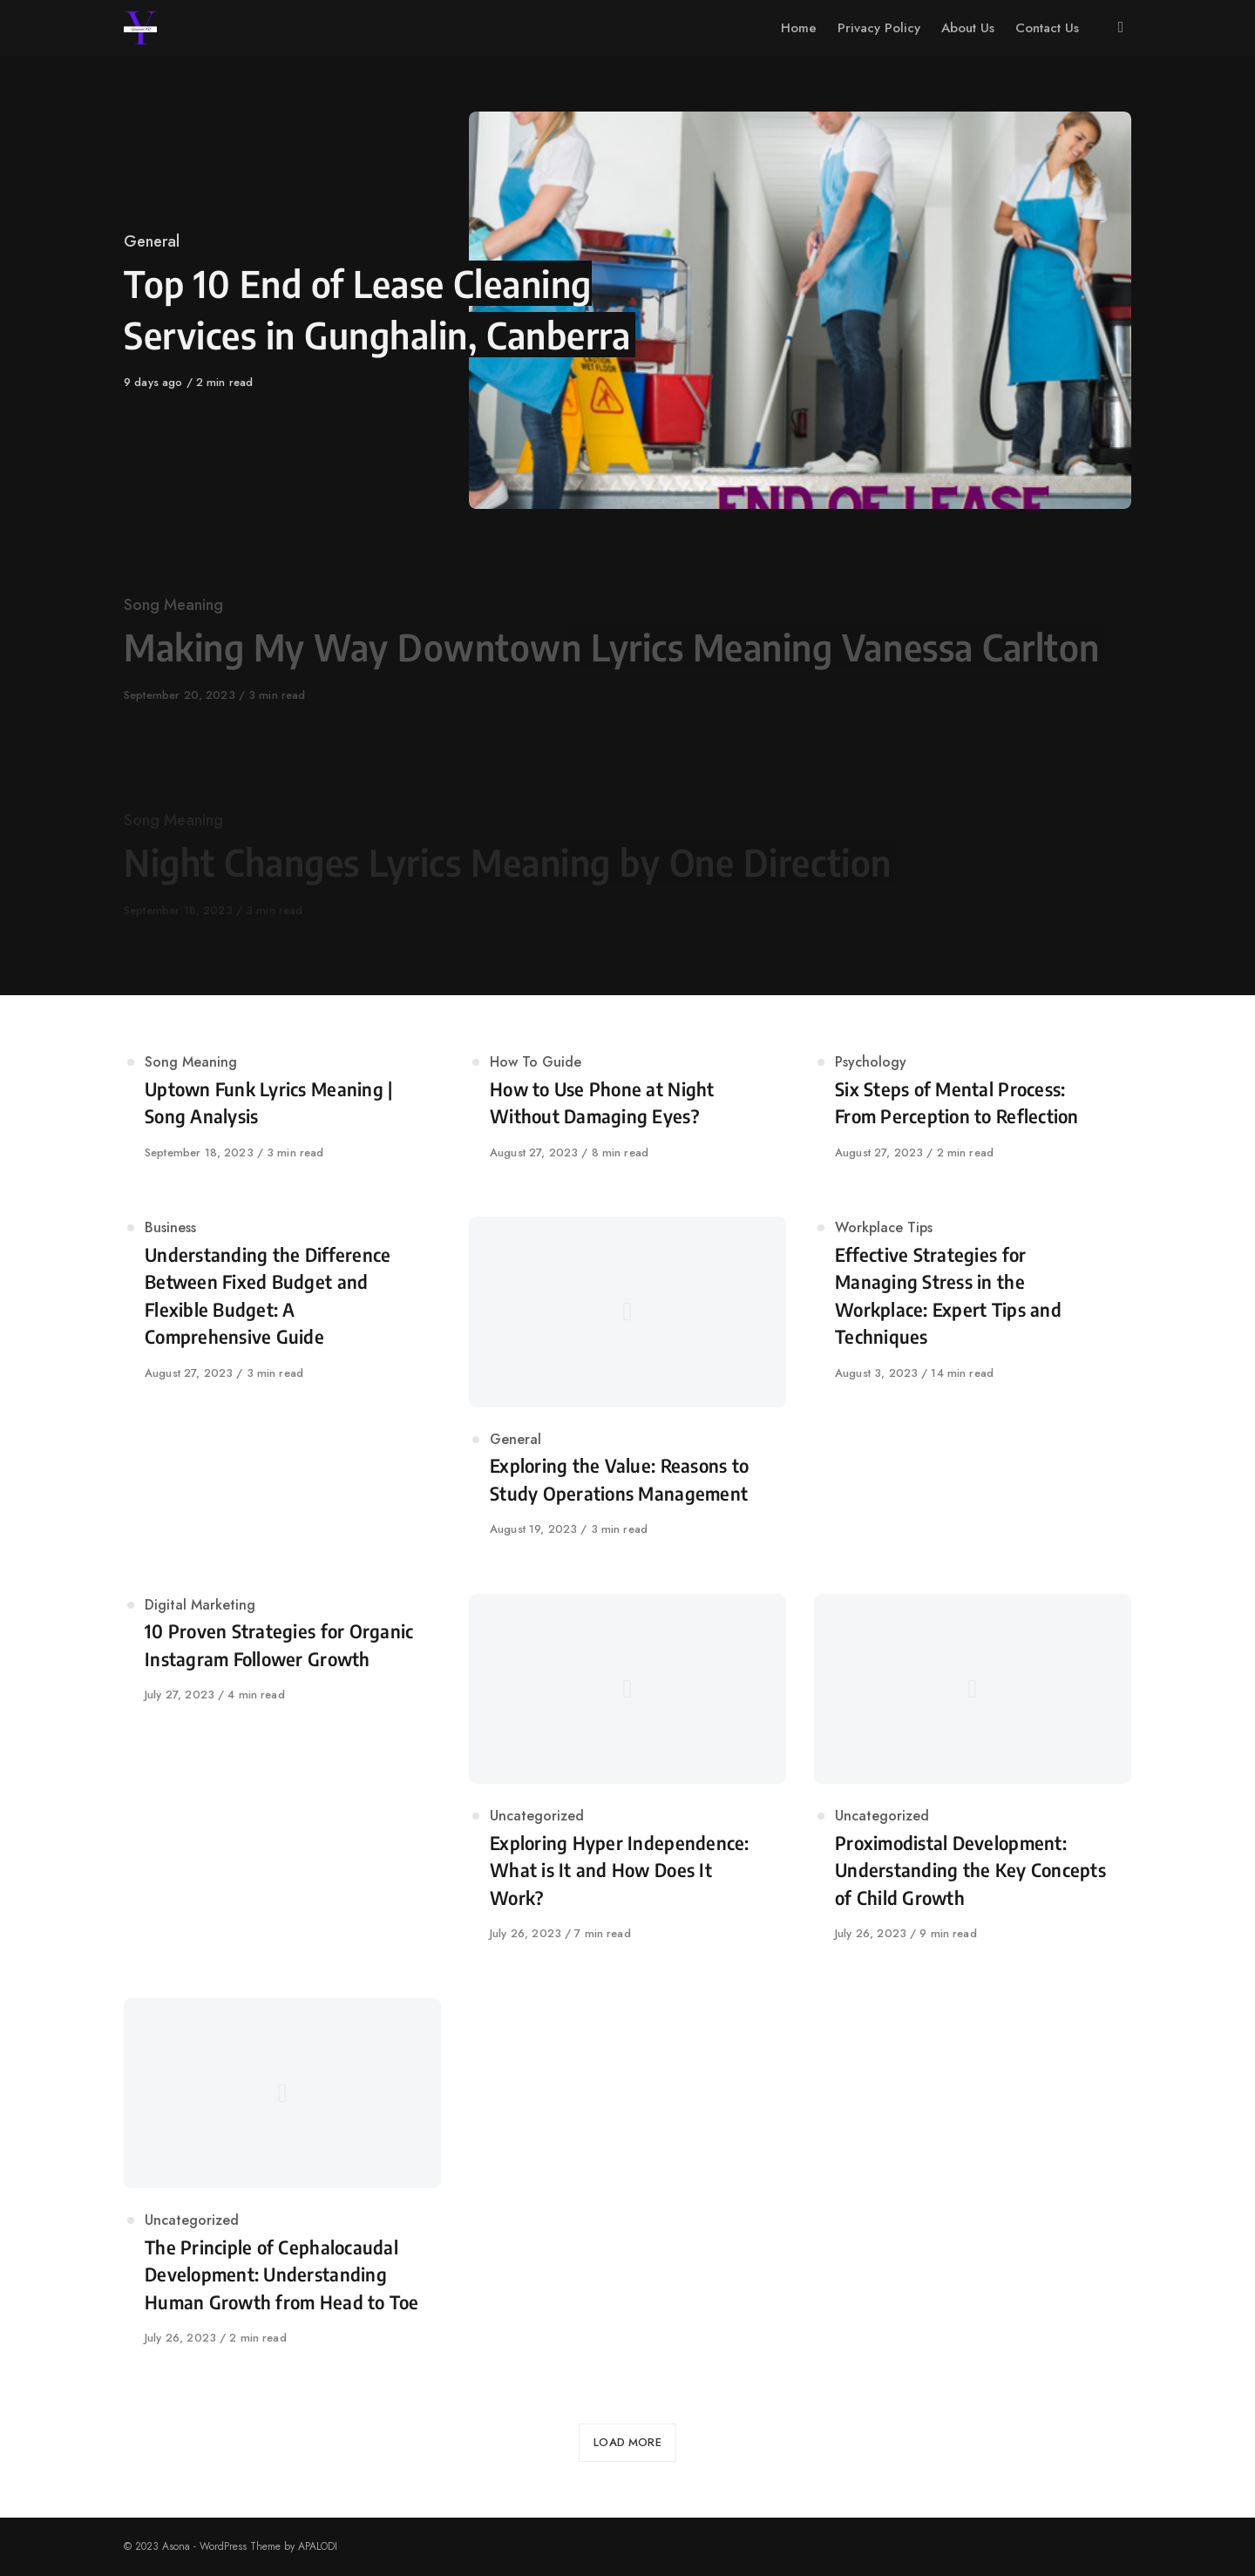 Home Privacy Policy About Us Contact Us
General
Top 10 End of Lease Cleaning
Services in Gunghalin, Canberra
9 days ago / 2 min read
CAUTION
WET FLOOR
END OF LEASE
Song Meaning
Making My Way Downtown Lyrics Meaning Vanessa Carlton
September 20, 2023 / 3 min read
Song Meaning
Night Changes Lyrics Meaning by One Direction
September 18, 2023 / 3 min read
Song Meaning
Uptown Funk Lyrics Meaning |
Song Analysis
September 18, 2023 / 3 min read
How To Guide
How to Use Phone at Night
Without Damaging Eyes?
August 27, 2023 / 8 min read
Psychology
Six Steps of Mental Process:
From Perception to Reflection
August 27, 2023 / 2 min read
Business
Understanding the Difference
Between Fixed Budget and
Flexible Budget: A
Comprehensive Guide
August 27, 2023 / 3 min read
General
Exploring the Value: Reasons to
Study Operations Management
August 19, 2023 / 3 min read
Workplace Tips
Effective Strategies for
Managing Stress in the
Workplace: Expert Tips and
Techniques
August 3, 2023 / 14 min read
Digital Marketing
10 Proven Strategies for Organic
Instagram Follower Growth
July 27, 2023 / 4 min read
Uncategorized
Exploring Hyper Independence:
What is It and How Does It
Work?
July 26, 2023 / 7 min read
Uncategorized
Proximodistal Development:
Understanding the Key Concepts
of Child Growth
July 26, 2023 / 9 min read
Uncategorized
The Principle of Cephalocaudal
Development: Understanding
Human Growth from Head to Toe
July 26, 2023 / 2 min read
LOAD MORE
© 2023 Asona - WordPress Theme by APALODI